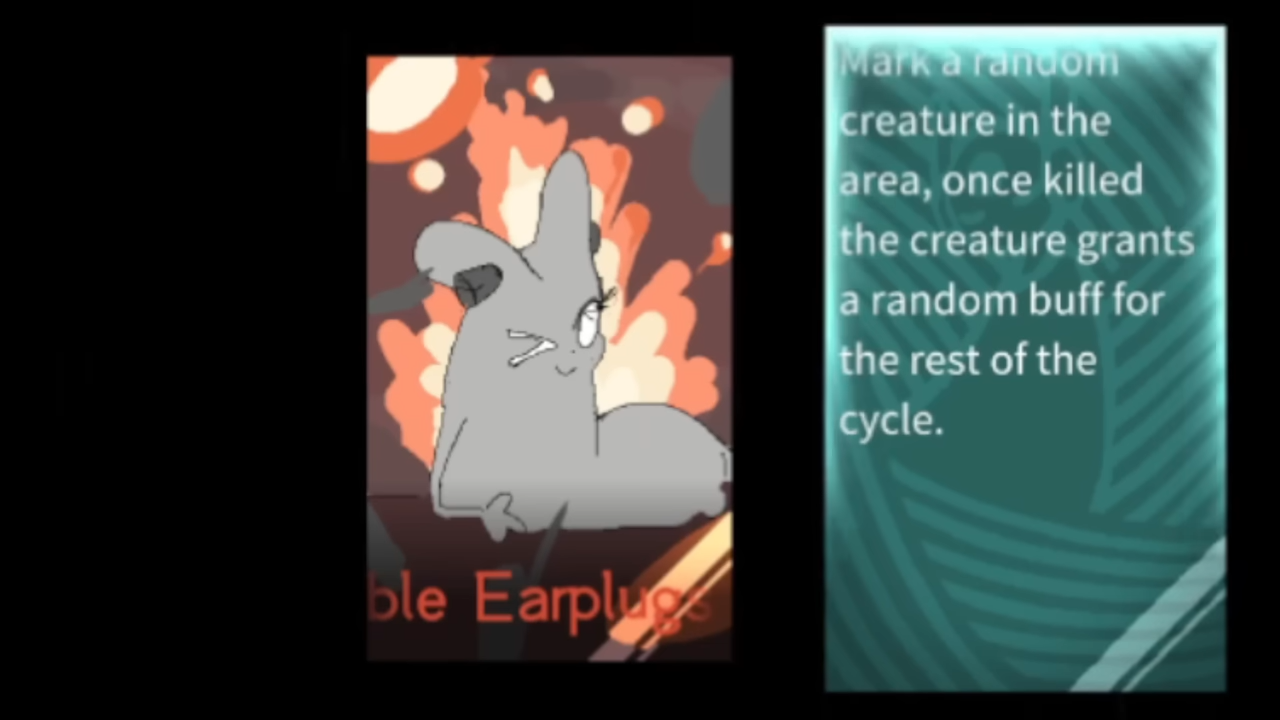 ble Earplugs
Mark a random
creature in the
area, once killed
the creature grants
a random buff for
the rest of the
cycle.